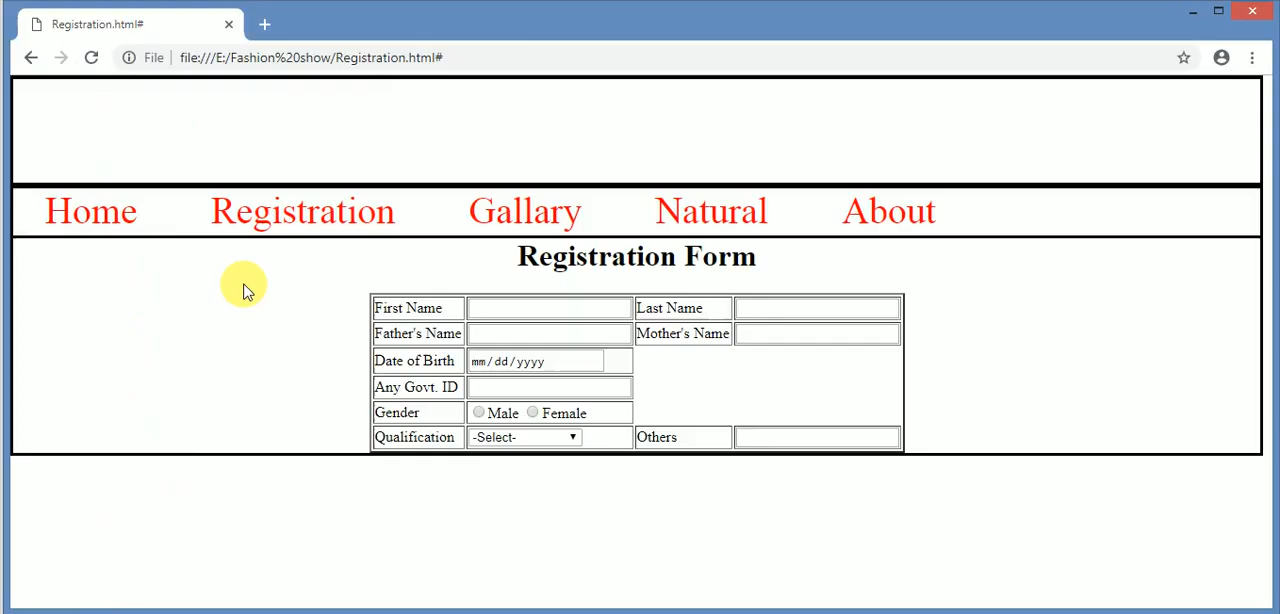 Registration.html#
File file:///E:/Fashion%20show/Registration.html#
Home Registration Gallary Natural About
Registration Form
First Name Last Name
Father's Name Mother's Name
Date of Birth mm/dd/yyyy
Any Govt. ID
Gender Male Female
Qualification -Select- Others